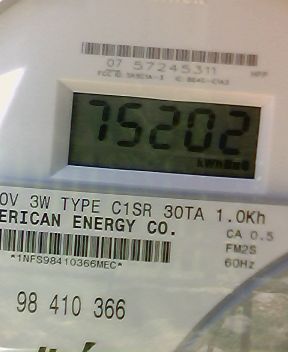 07 57245311
75202
0V 3W TYPE C1SR 30TA 1.0Kh
ERICAN ENERGY CO.
CA 0.5
*1NFS98410366MEC*
FM2S
60Hz
98 410 366